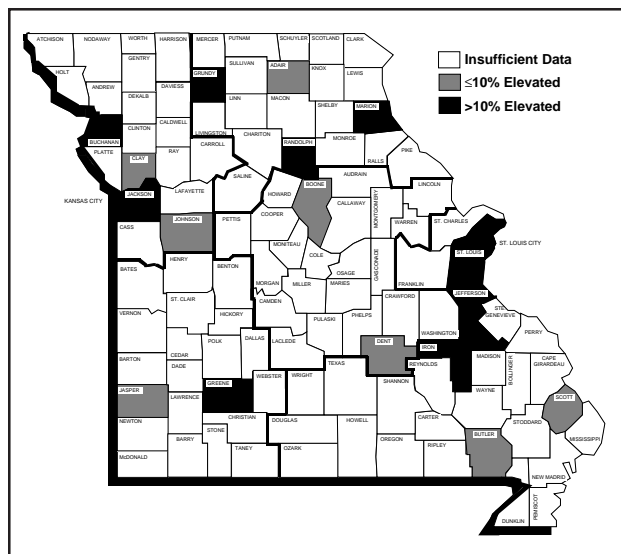 Insufficient Data
≤10% Elevated
>10% Elevated
ATCHISON
NODAWAY
WORTH
HARRISON
MERCER
PUTNAM
SCHUYLER
SCOTLAND
CLARK
HOLT
GENTRY
SULLIVAN
ADAIR
KNOX
LEWIS
GRUNDY
ANDREW
DEKALB
DAVIESS
LINN
MACON
SHELBY
MARION
BUCHANAN
CLINTON
CALDWELL
LIVINGSTON
CHARITON
RANDOLPH
MONROE
RALLS
PIKE
PLATTE
CLAY
RAY
CARROLL
SALINE
HOWARD
BOONE
AUDRAIN
LINCOLN
KANSAS CITY
JACKSON
LAFAYETTE
COOPER
CALLAWAY
MONTGOMERY
WARREN
ST. CHARLES
CASS
JOHNSON
PETTIS
MONITEAU
COLE
OSAGE
GASCONADE
FRANKLIN
ST. LOUIS
ST. LOUIS CITY
BATES
HENRY
BENTON
MORGAN
MILLER
MARIES
JEFFERSON
ST. CLAIR
HICKORY
CAMDEN
PULASKI
PHELPS
CRAWFORD
WASHINGTON
STE.
GENEVIEVE
PERRY
VERNON
CEDAR
POLK
DALLAS
LACLEDE
TEXAS
DENT
IRON
REYNOLDS
MADISON
BOLLINGER
CAPE
GIRARDEAU
BARTON
DADE
JASPER
LAWRENCE
GREENE
WEBSTER
WRIGHT
SHANNON
WAYNE
SCOTT
NEWTON
CHRISTIAN
DOUGLAS
HOWELL
CARTER
STODDARD
MISSISSIPPI
McDONALD
BARRY
STONE
TANEY
OZARK
OREGON
RIPLEY
BUTLER
NEW MADRID
DUNKLIN
PEMISCOT